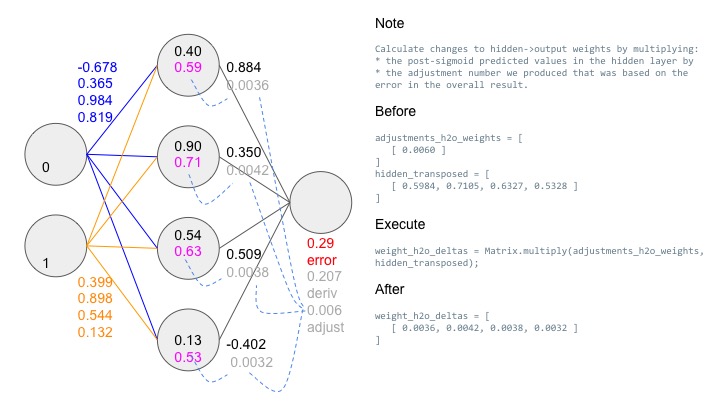 -0.678
0.365
0.984
0.819
0
1
0.399
0.898
0.544
0.132
0.40
0.59
0.90
0.71
0.54
0.63
0.13
0.53
0.884
0.0036
0.350
0.0042
0.509
0.0038
-0.402
0.0032
0.29
error
0.207
deriv
0.006
adjust
Note
Calculate changes to hidden->output weights by multiplying:
* the post-sigmoid predicted values in the hidden layer by
* the adjustment number we produced that was based on the
error in the overall result.
Before
adjustments_h2o_weights = [
[ 0.0060 ]
]
hidden_transposed = [
[ 0.5984, 0.7105, 0.6327, 0.5328 ]
]
Execute
weight_h2o_deltas = Matrix.multiply(adjustments_h2o_weights,
hidden_transposed);
After
weight_h2o_deltas = [
[ 0.0036, 0.0042, 0.0038, 0.0032 ]
]